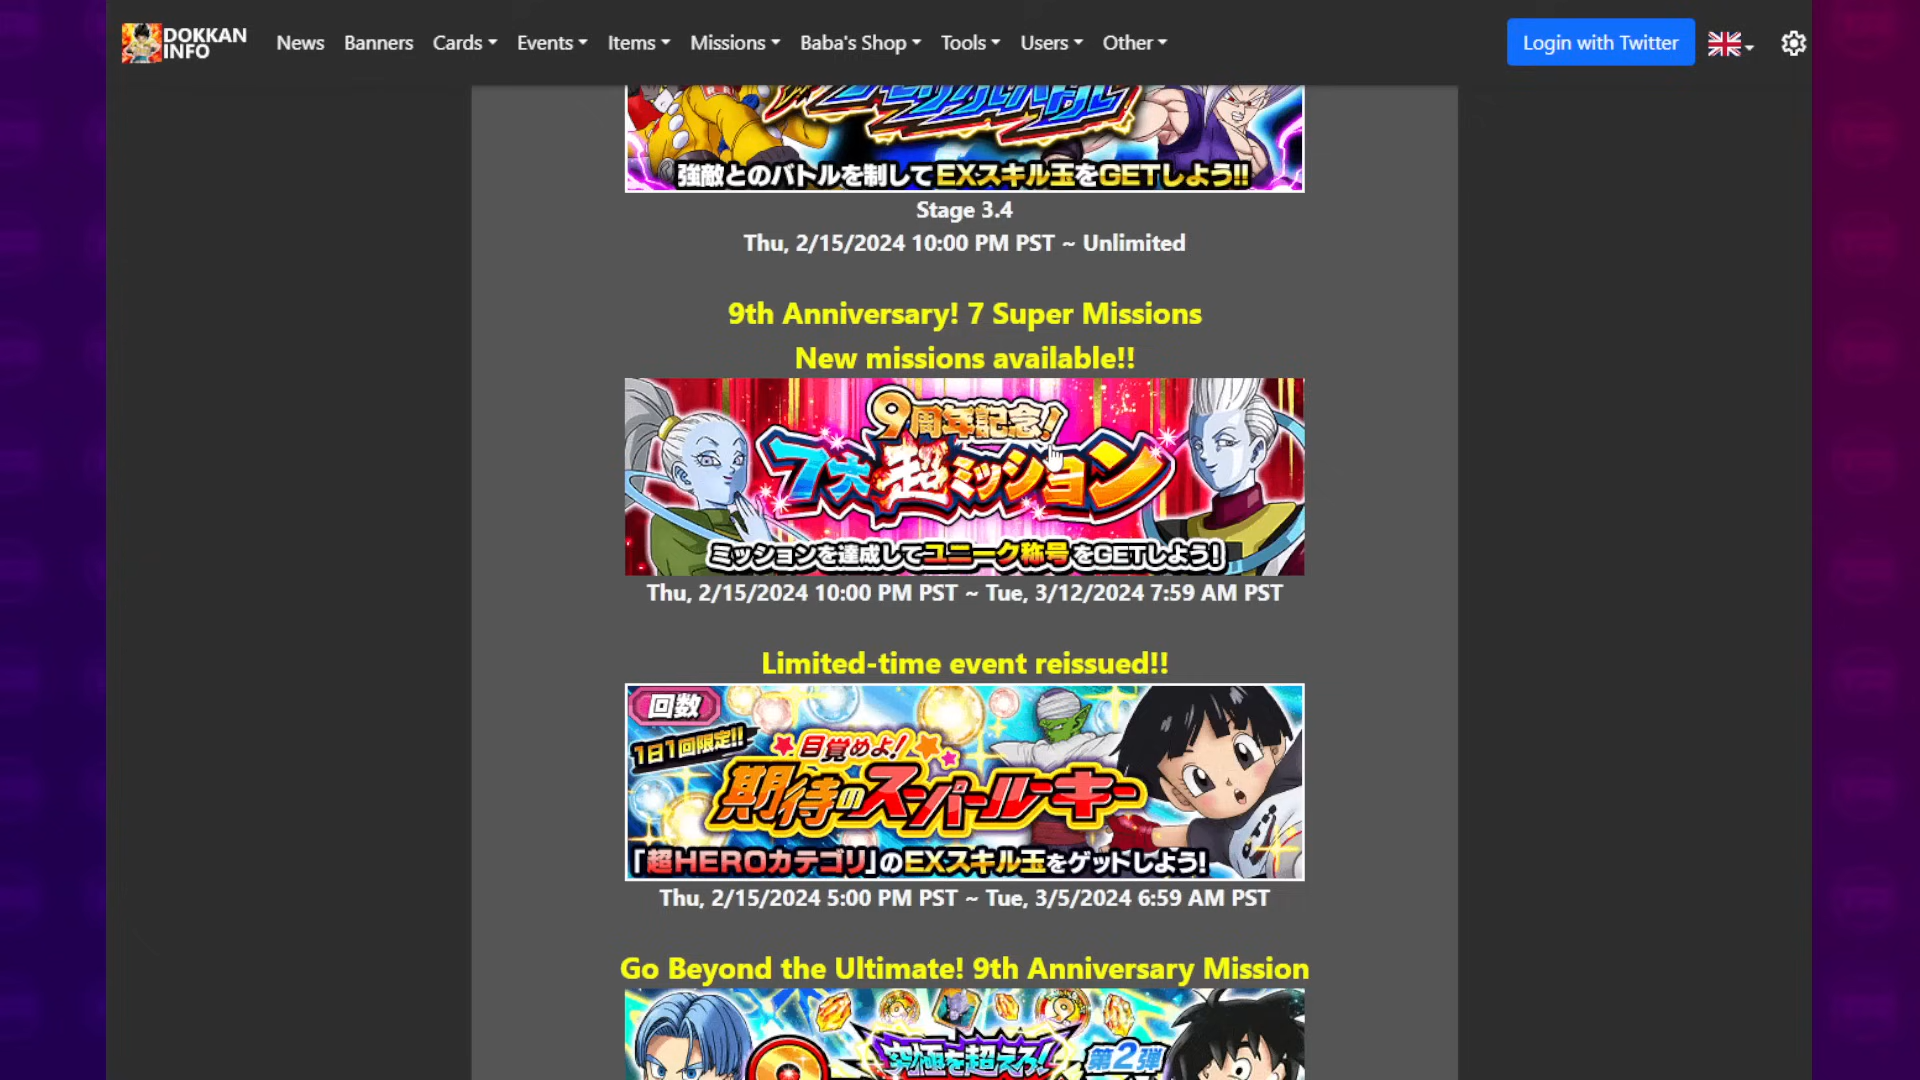 DOKKAN
INFO
News
Banners
Cards
Events
Items
Missions
Baba's Shop
Tools
Users
Other
Login with Twitter
強敵とのバトルを制してEXスキル玉をGETしよう!!
Stage 3.4
Thu, 2/15/2024 10:00 PM PST ~ Unlimited
9th Anniversary! 7 Super Missions
New missions available!!
9周年記念!
7大超ミッション
ミッションを達成してユニーク称号をGETしよう!
Thu, 2/15/2024 10:00 PM PST ~ Tue, 3/12/2024 7:59 AM PST
Limited-time event reissued!!
回数
1日1回限定!!
目覚めよ!
期待のスーパールーキー
「超HEROカテゴリ」のEXスキル玉をゲットしよう!
Thu, 2/15/2024 5:00 PM PST ~ Tue, 3/5/2024 6:59 AM PST
Go Beyond the Ultimate! 9th Anniversary Mission
究極を超えろ!
第2弾